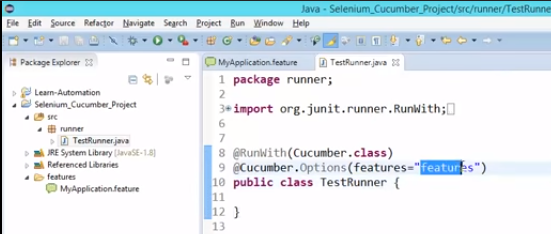 Java - Selenium_Cucumber_Project/src/runner/TestRunne
File Edit Source Refactor Navigate Search Project Run Window Help
Package Explorer
MyApplication.feature
TestRunner.java
Learn-Automation
Selenium_Cucumber_Project
src
runner
TestRunner.java
JRE System Library [JavaSE-1.8]
Referenced Libraries
features
MyApplication.feature
1 package runner;
2
3 import org.junit.runner.RunWith;
7
8 @RunWith(Cucumber.class)
9 @Cucumber.Options(features="features")
10 public class TestRunner {
11
12 }
13